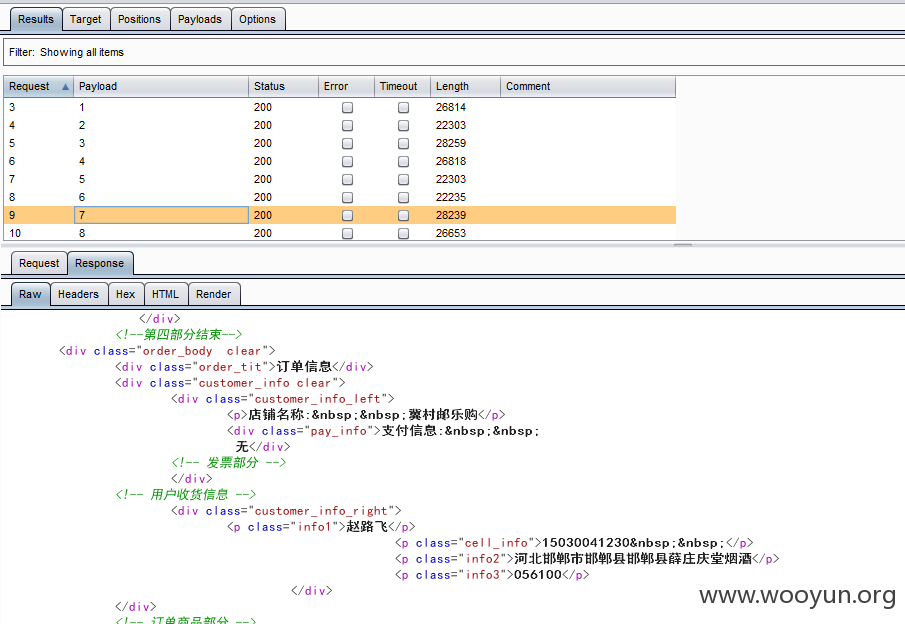 Results Target Positions Payloads Options
Filter: Showing all items
Request Payload Status Error Timeout Length Comment
3 1 200 26814
4 2 200 22303
5 3 200 28259
6 4 200 26818
7 5 200 22303
8 6 200 22235
9 7 200 28239
10 8 200 26653
Request Response
Raw Headers Hex HTML Render
</div>
<!--第四部分结束-->
<div class="order_body  clear">
<div class="order_tit">订单信息</div>
<div class="customer_info clear">
<div class="customer_info_left">
<p>店铺名称:&nbsp;&nbsp;冀村邮乐购</p>
<div class="pay_info">支付信息:&nbsp;&nbsp;
无</div>
<!-- 发票部分 -->
</div>
<!-- 用户收货信息 -->
<div class="customer_info_right">
<p class="info1">赵路飞</p>
<p class="cell_info">15030041230&nbsp;&nbsp;</p>
<p class="info2">河北邯郸市邯郸县邯郸县薛庄庆堂烟酒</p>
<p class="info3">056100</p>
</div>
</div>
<!-- 订单商品部分 -->
www.wooyun.org